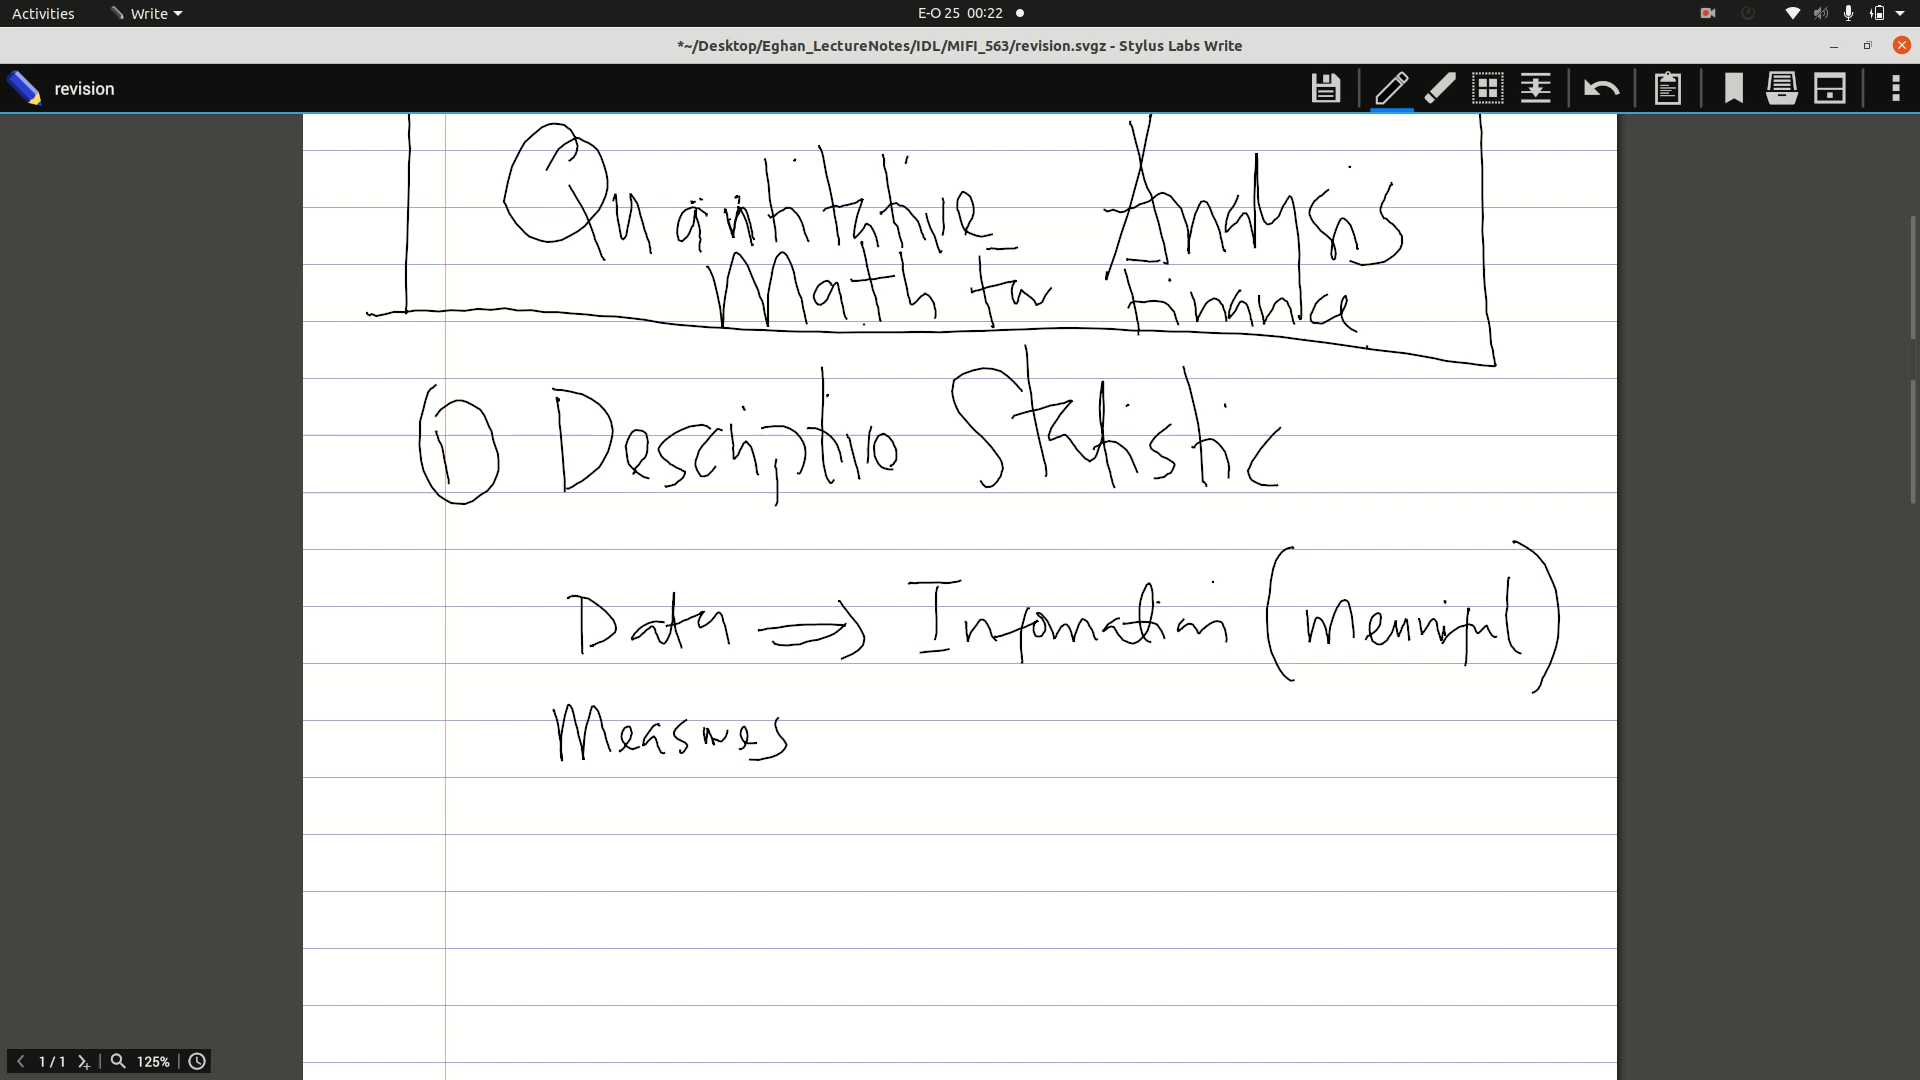 Activities Write E-O 25 00:22
*~/Desktop/Eghan_LectureNotes/IDL/MIFI_563/revision.svgz - Stylus Labs Write
revision
Quantitative Analysis
Math for Finance
① Descriptive Statistic
Data ⇒ Information (Meaningful)
Measures
1 / 1 125%